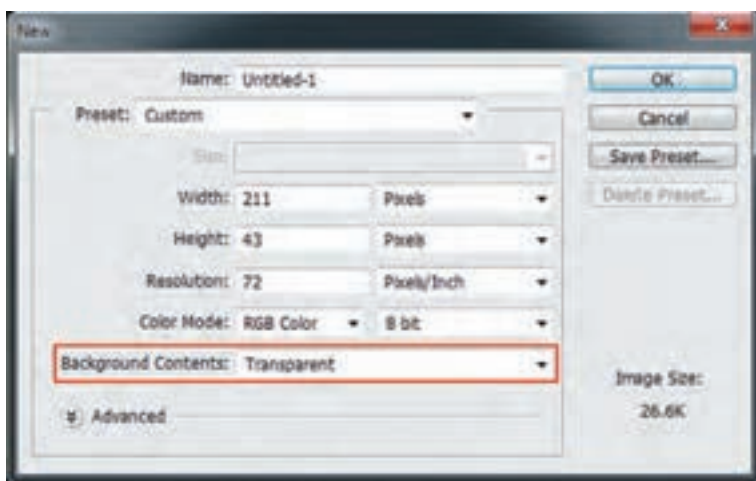 New
Name: Untitled-1
OK
Preset: Custom
Cancel
Size:
Save Preset...
Width: 211 Pixels
Delete Preset...
Height: 43 Pixels
Resolution: 72 Pixels/Inch
Color Mode: RGB Color 8 bit
Background Contents: Transparent
Image Size:
Advanced
26.6K